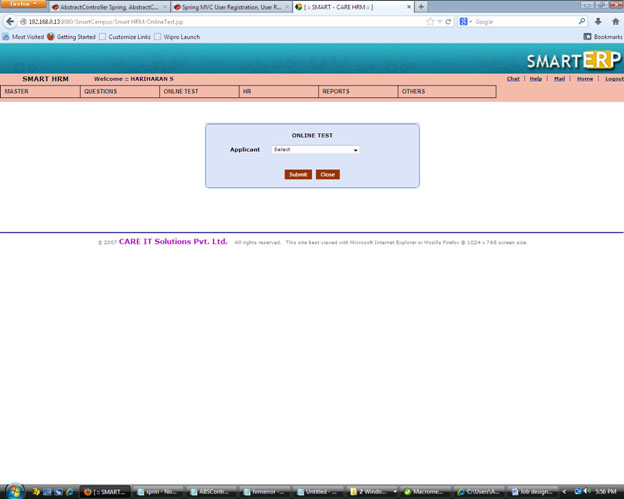 Firefox
AbstractController Spring, AbstractC...
Spring MVC User Registration, User R...
[ :: SMART - CARE HRM :: ]
192.168.0.13:8080/SmartCampus/Smart HRM/OnlineTest.jsp
Google
Most Visited Getting Started Customize Links Wipro Launch Bookmarks
SMARTERP
SMART HRM Welcome :: HARIHARAN S Chat | Help | Mail | Home | Logout
MASTER QUESTIONS ONLINE TEST HR REPORTS OTHERS
ONLINE TEST
Applicant Select
Submit Close
© 2007 CARE IT Solutions Pvt. Ltd. All rights reserved. This site best viewed with Microsoft Internet Explorer or Mozilla Firefox @ 1024 x 768 screen size.
[ :: SMART... sprin - No... ABSContr... hrmerror -... Untitled - ... 2 Windo... Macrome... C:\Users\A... Job design... 5:56 PM